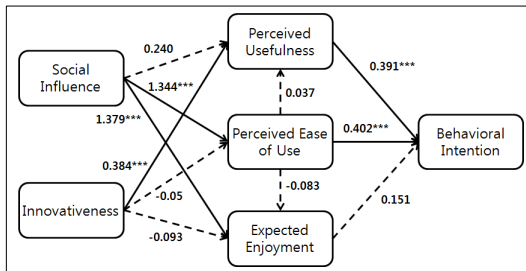 Perceived
Usefulness
0.240
0.391***
Social
Influence
1.344***
0.037
1.379***
Perceived Ease
of Use
0.402***
Behavioral
Intention
0.384***
-0.05
-0.083
0.151
Innovativeness
-0.093
Expected
Enjoyment